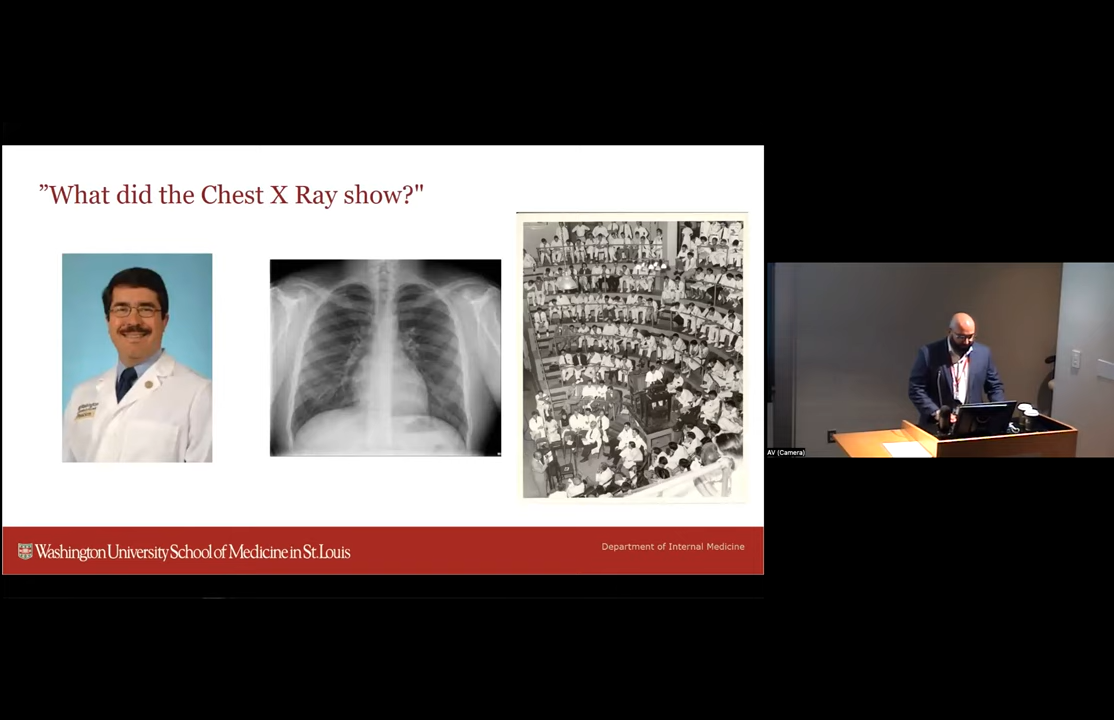 ”What did the Chest X Ray show?"
Washington University School of Medicine in St. Louis
Department of Internal Medicine
AV (Camera)